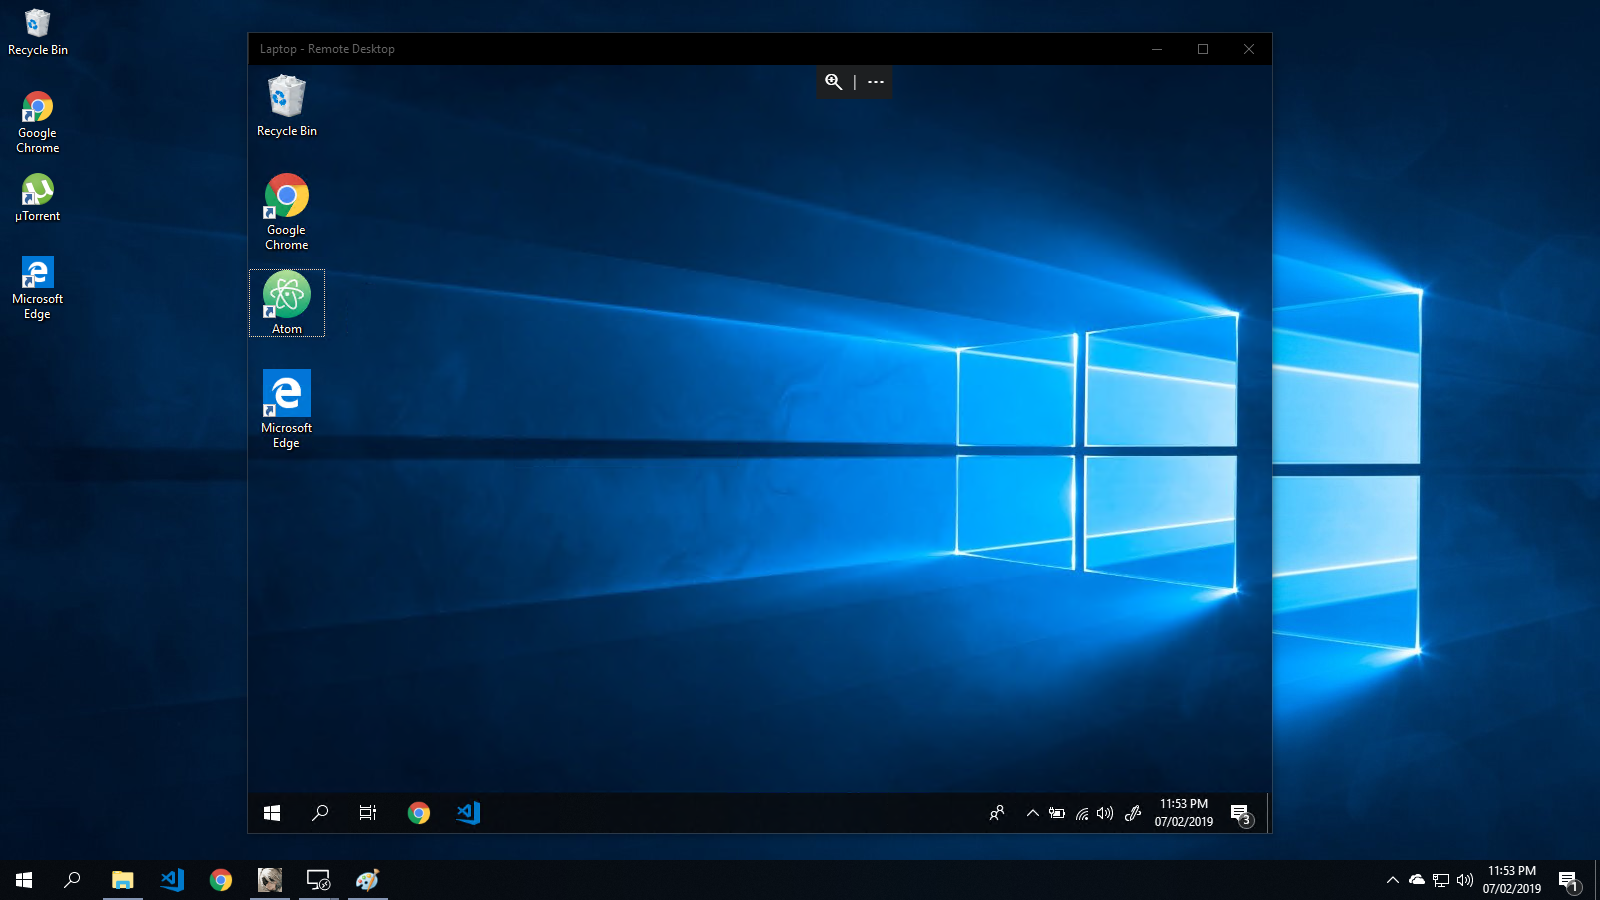 Recycle Bin
Google
Chrome
µTorrent
Microsoft
Edge
Laptop - Remote Desktop
Recycle Bin
Google
Chrome
Atom
Microsoft
Edge
11:53 PM
07/02/2019
3
11:53 PM
07/02/2019
1